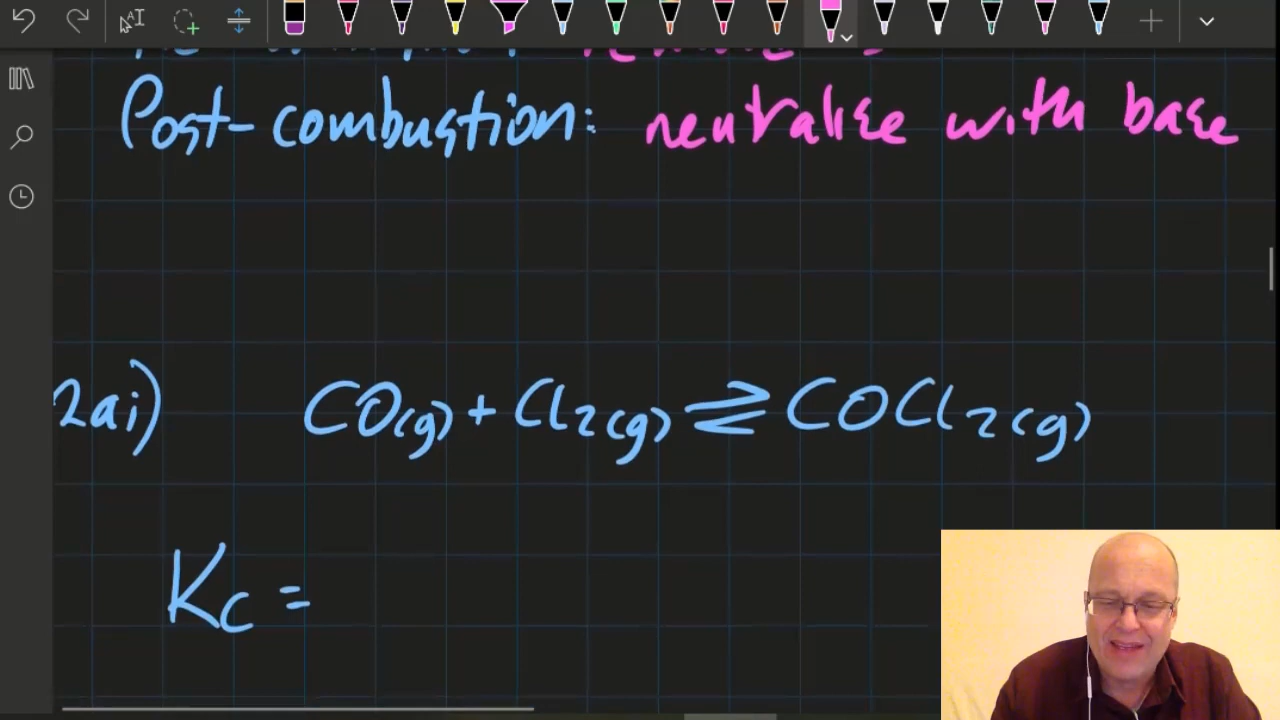 Post-combustion: neutralise with base
2ai) CO(g) + Cl2(g) ⇌ COCl2(g)
Kc =